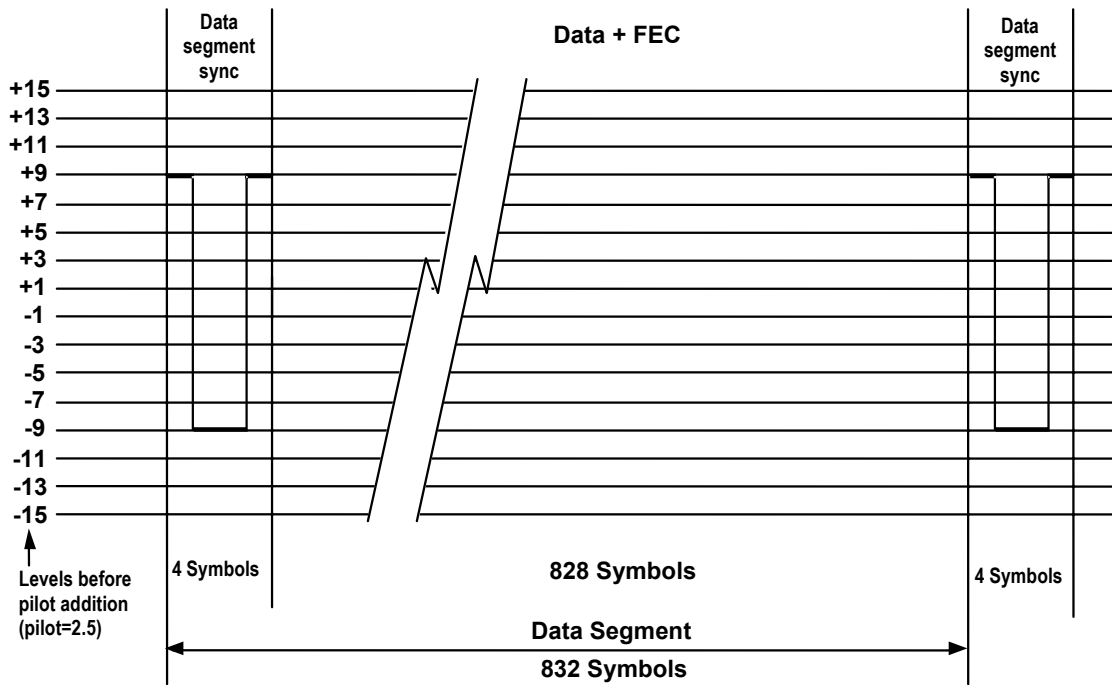 Data
segment
sync
Data + FEC
Data
segment
sync
+15
+13
+11
+9
+7
+5
+3
+1
-1
-3
-5
-7
-9
-11
-13
-15
Levels before
pilot addition
(pilot=2.5)
4 Symbols
828 Symbols
4 Symbols
Data Segment
832 Symbols